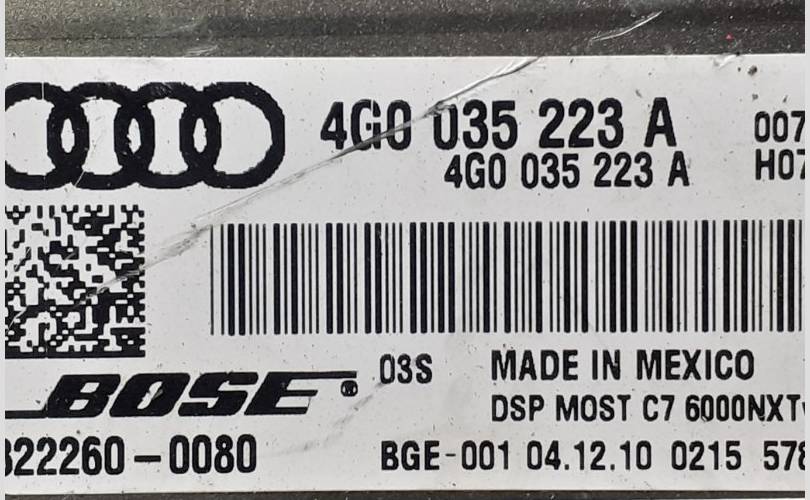 4G0 035 223 A 007
4G0 035 223 A H07
BOSE® 03S MADE IN MEXICO
DSP MOST C7 6000NXT
322260-0080 BGE-001 04.12.10 0215 578